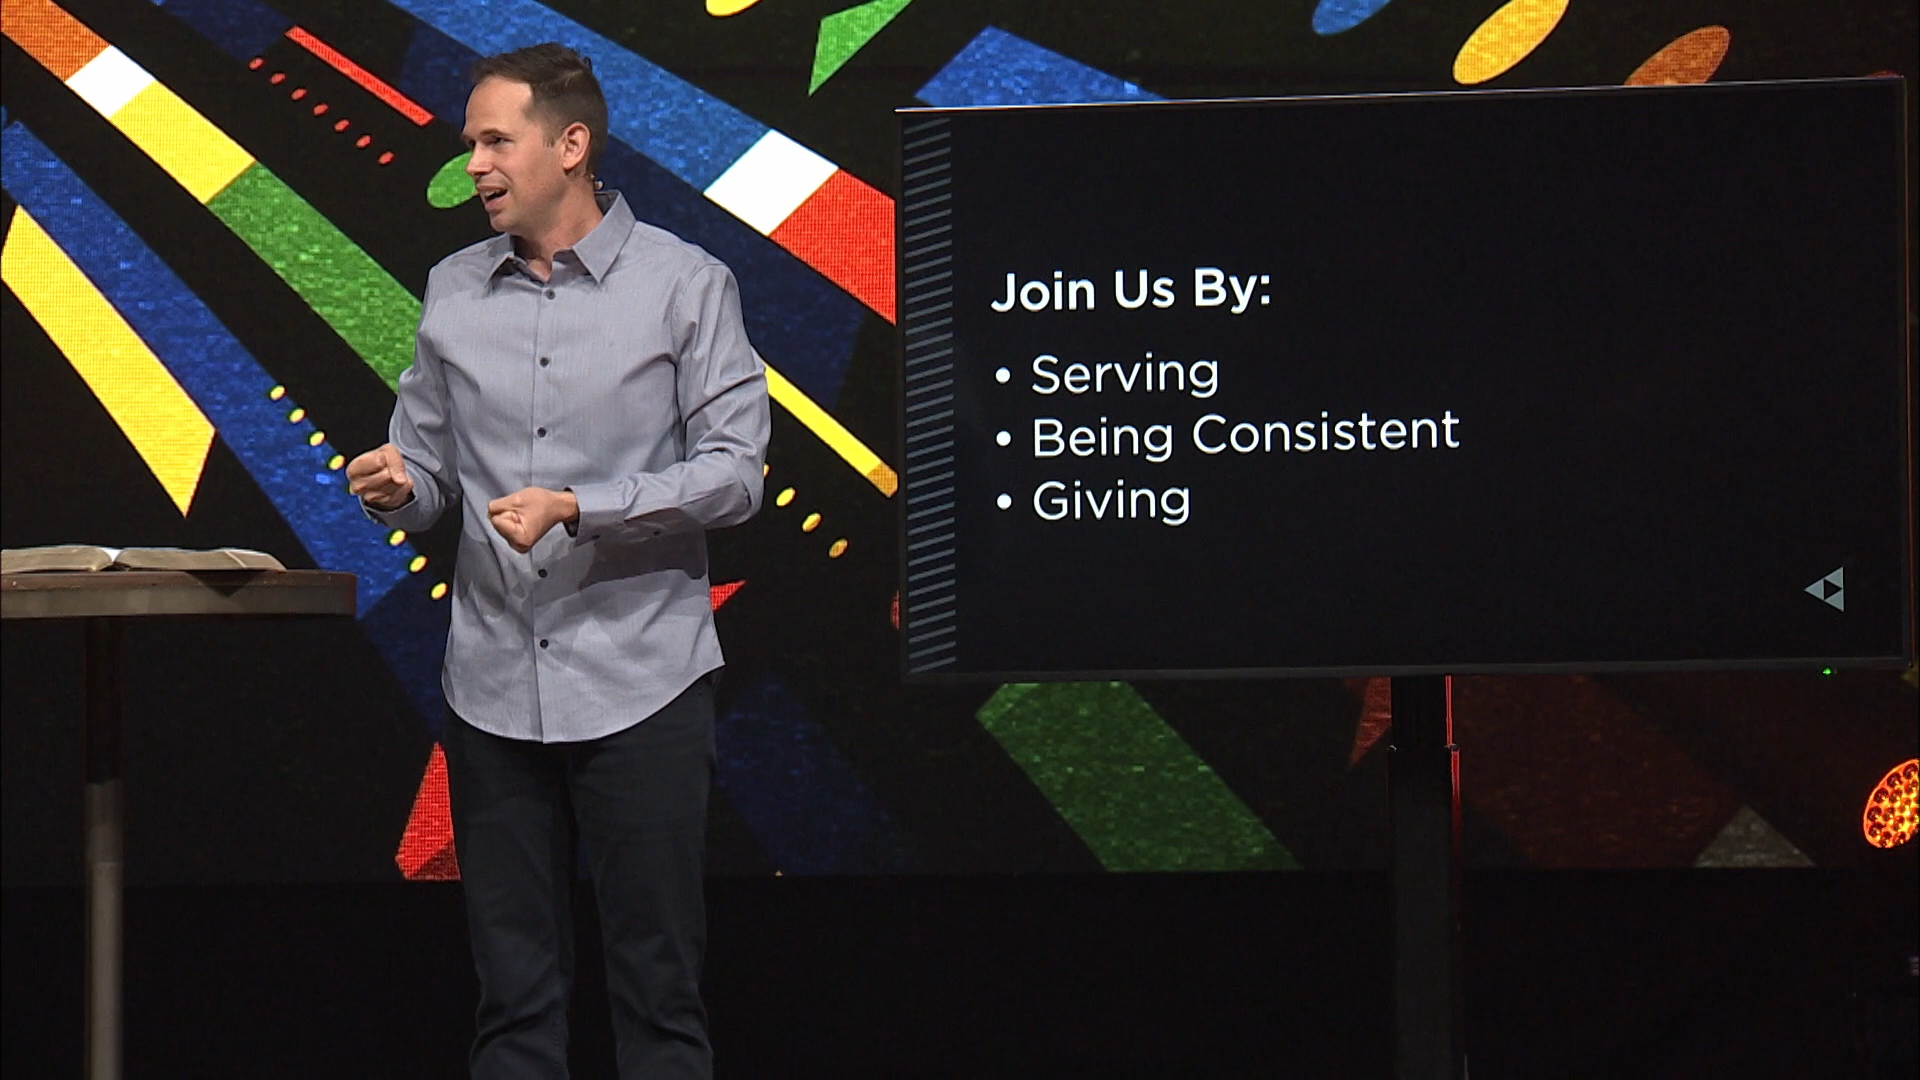 Join Us By:
• Serving
• Being Consistent
• Giving